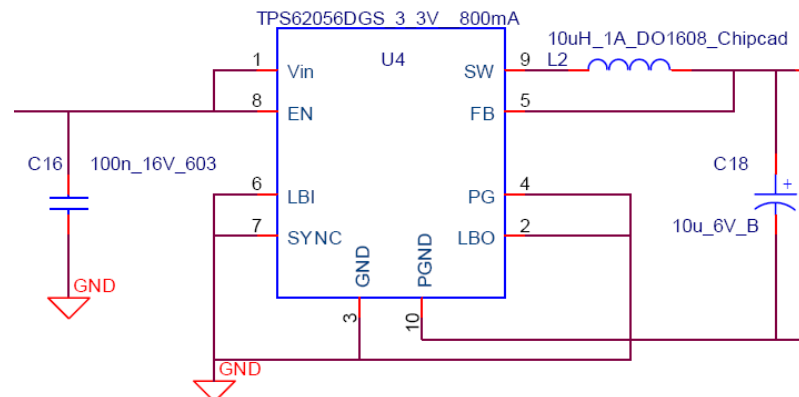 TPS62056DGS_3_3V 800mA
10uH_1A_DO1608_Chipcad
U4
1
Vin
SW
9
L2
8
EN
FB
5
C16
100n_16V_603
C18
6
LBI
PG
4
+
7
SYNC
LBO
2
10u_6V_B
GND
PGND
GND
3
10
GND